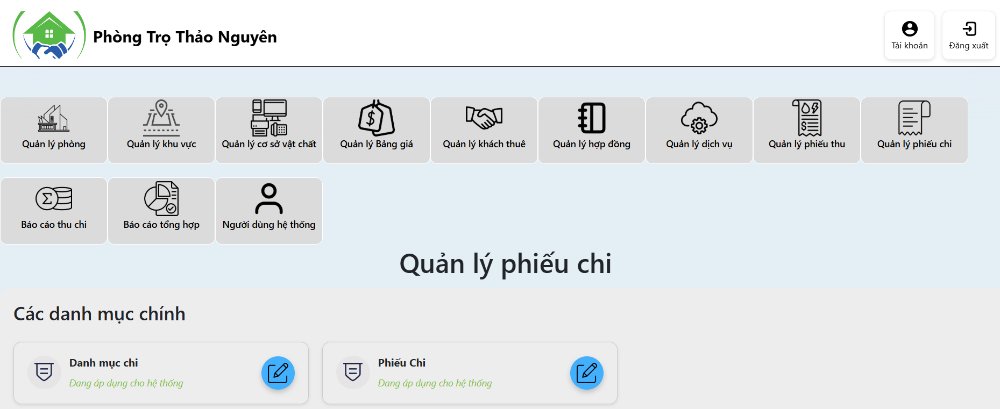 Phòng Trọ Thảo Nguyên
Tài khoản
Đăng xuất
Quản lý phòng
Quản lý khu vực
Quản lý cơ sở vật chất
Quản lý Bảng giá
Quản lý khách thuê
Quản lý hợp đồng
Quản lý dịch vụ
Quản lý phiếu thu
Quản lý phiếu chi
Báo cáo thu chi
Báo cáo tổng hợp
Người dùng hệ thống
Quản lý phiếu chi
Các danh mục chính
Danh mục chi
Đang áp dụng cho hệ thống
Phiếu Chi
Đang áp dụng cho hệ thống